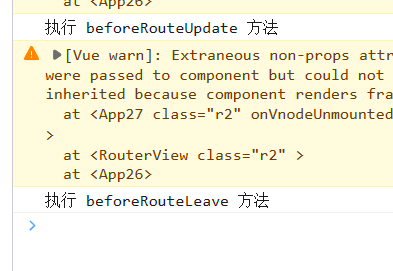 at <App26>
执行 beforeRouteUpdate 方法
▶[Vue warn]: Extraneous non-props attr
were passed to component but could not
inherited because component renders fra
at <App27 class="r2" onVnodeUnmounted
>
at <RouterView class="r2" >
at <App26>
执行 beforeRouteLeave 方法
>